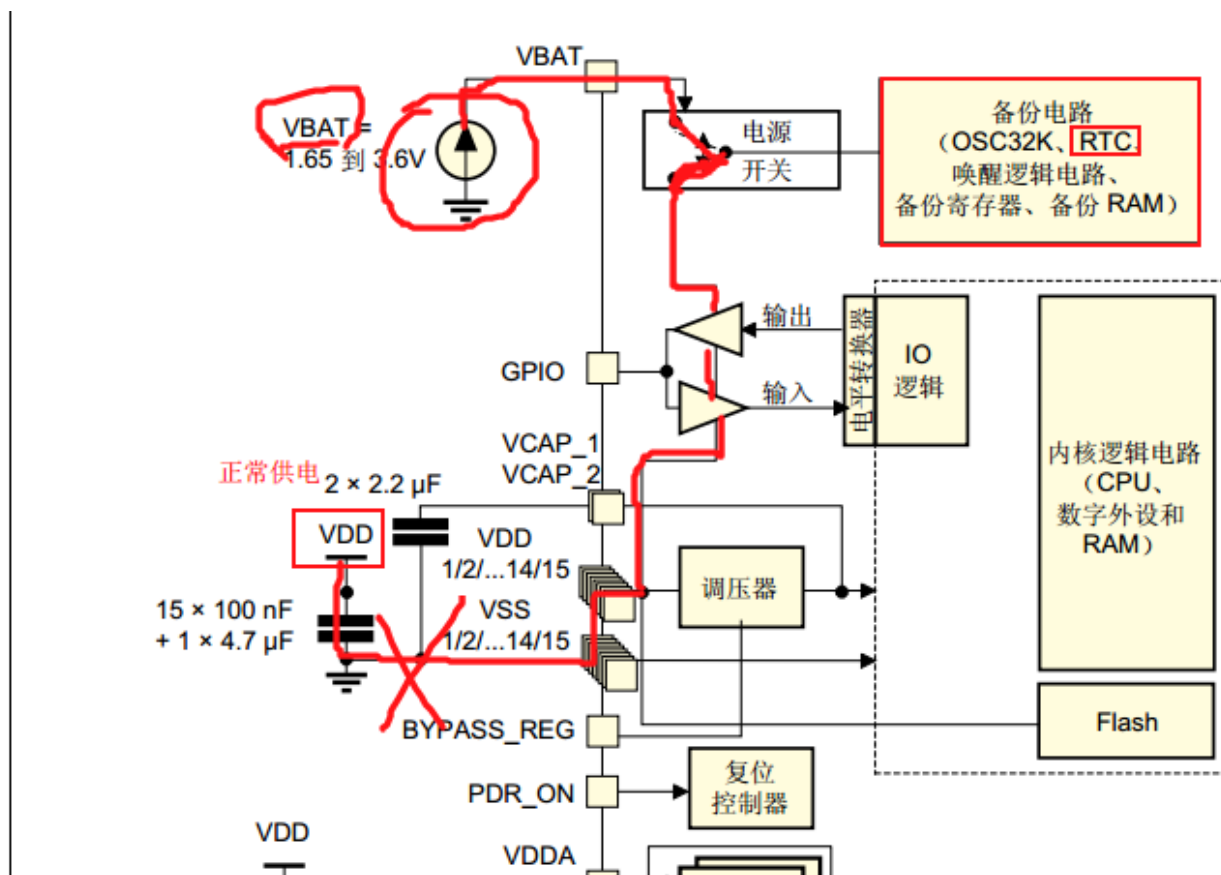 VBAT
VBAT =
1.65 到 3.6V
电源
开关
备份电路
（OSC32K、RTC、
唤醒逻辑电路、
备份寄存器、备份 RAM）
输出
GPIO
输入
电平转换器
IO
逻辑
VCAP_1
VCAP_2
正常供电
2 × 2.2 μF
VDD
VDD
1/2/...14/15
调压器
15 × 100 nF
+ 1 × 4.7 μF
VSS
1/2/...14/15
内核逻辑电路
（CPU、
数字外设和
RAM）
BYPASS_REG
Flash
PDR_ON
复位
控制器
VDD
VDDA